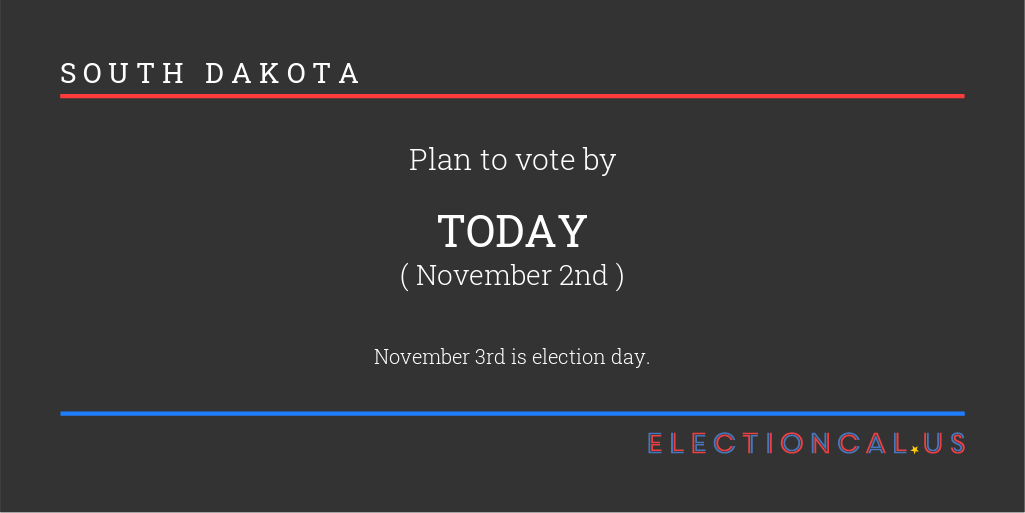 SOUTH DAKOTA
Plan to vote by
TODAY
( November 2nd )
November 3rd is election day.
ELECTIONCAL.US